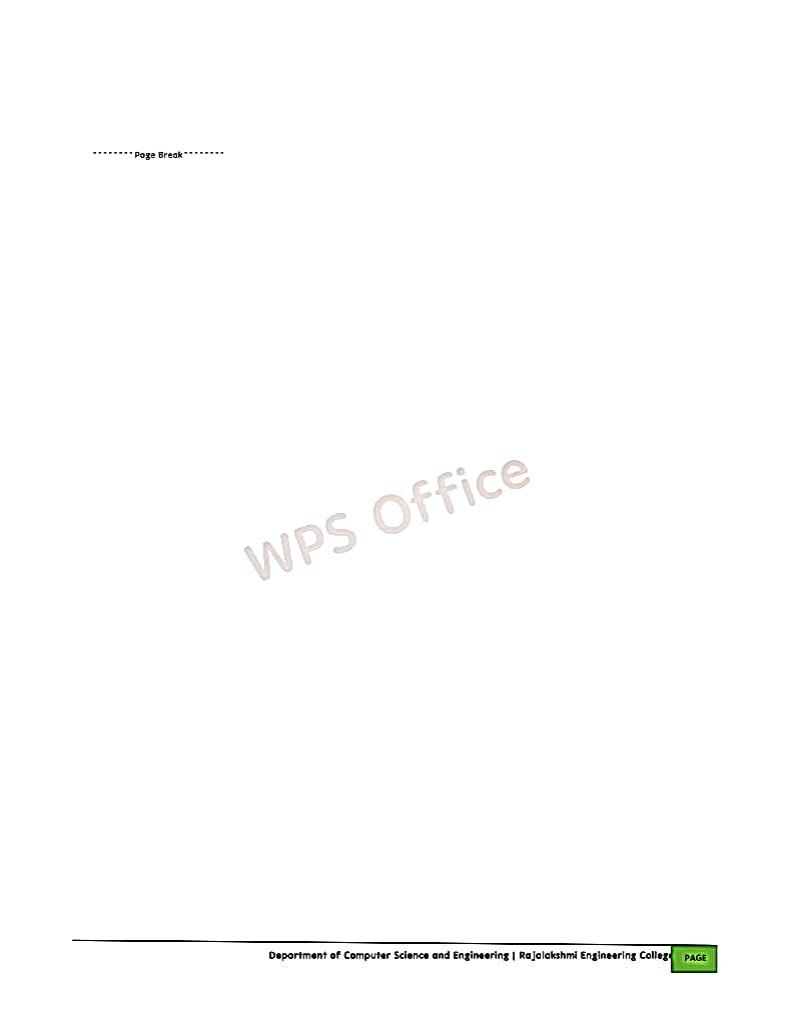 --------Page Break--------
WPS Office
Department of Computer Science and Engineering | Rajalakshmi Engineering College
PAGE